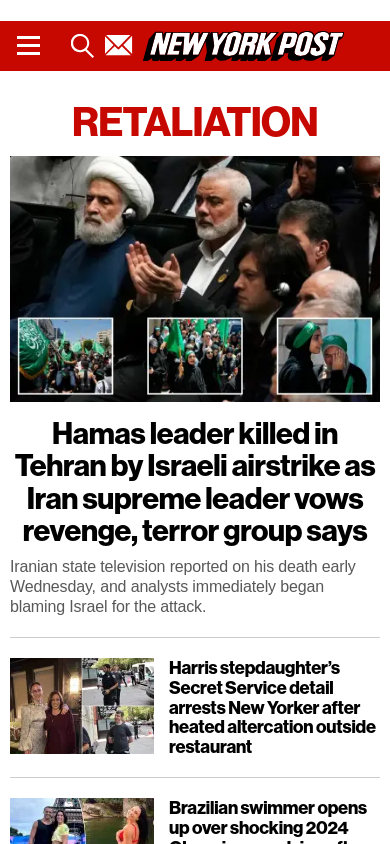 NEW YORK POST
RETALIATION
Hamas leader killed in
Tehran by Israeli airstrike as
Iran supreme leader vows
revenge, terror group says
Iranian state television reported on his death early
Wednesday, and analysts immediately began
blaming Israel for the attack.
Harris stepdaughter’s
Secret Service detail
arrests New Yorker after
heated altercation outside
restaurant
Brazilian swimmer opens
up over shocking 2024